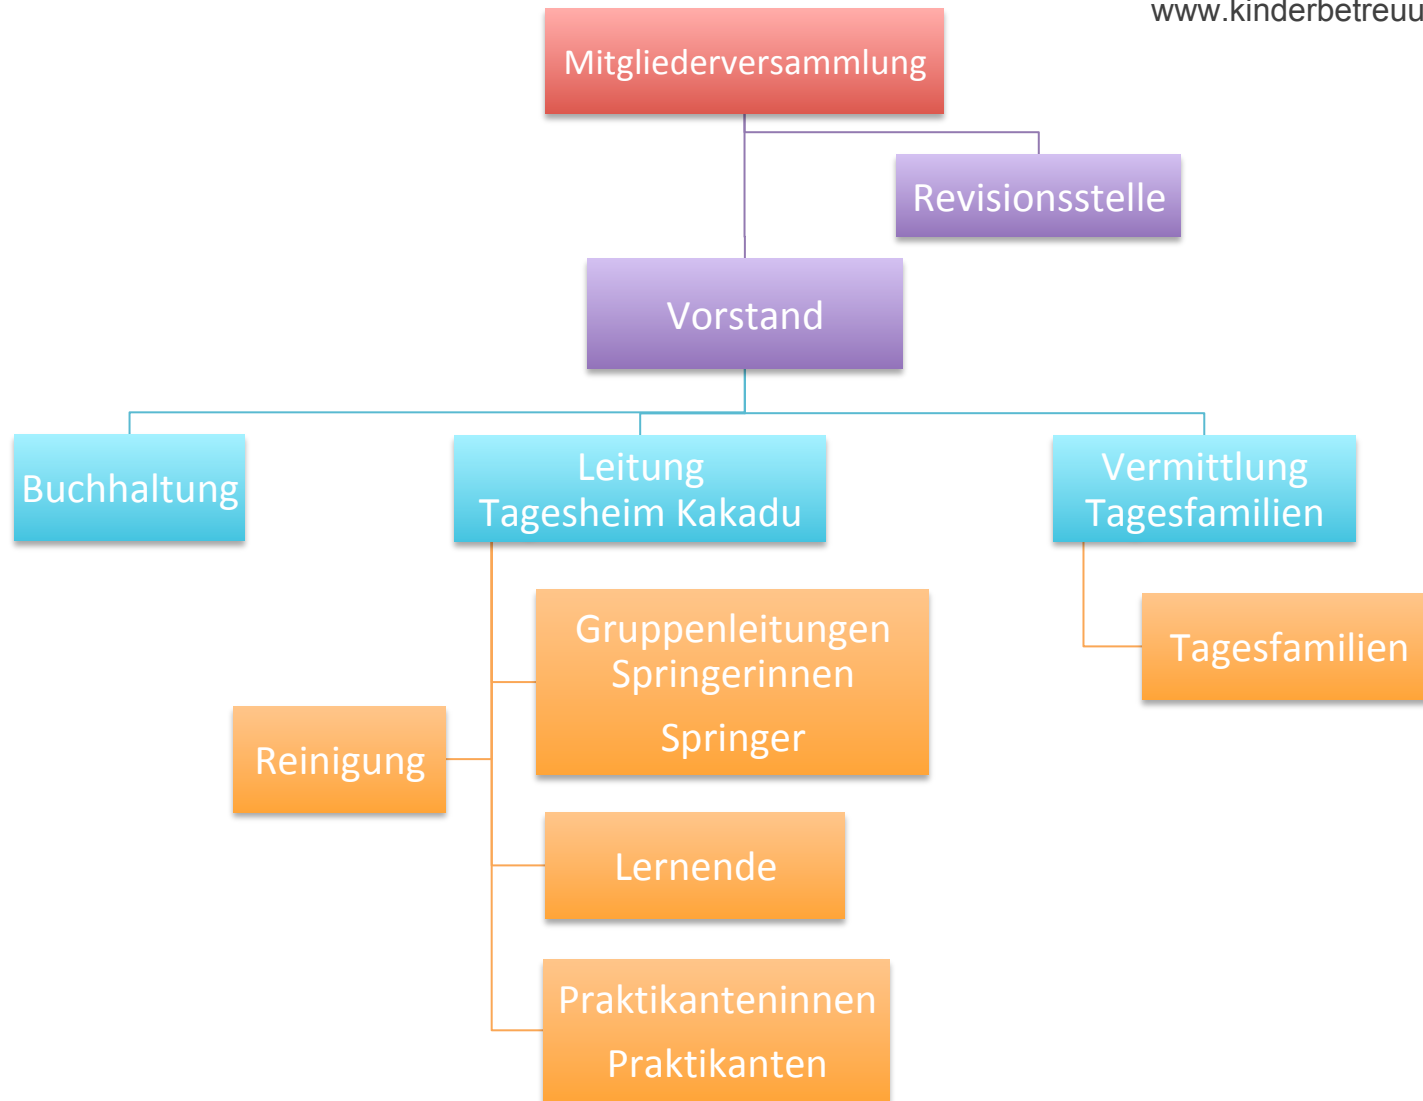 www.kinderbetreuu
Mitgliederversammlung
Revisionsstelle
Vorstand
Buchhaltung
Leitung
Tagesheim Kakadu
Vermittlung
Tagesfamilien
Gruppenleitungen
Springerinnen
Springer
Tagesfamilien
Reinigung
Lernende
Praktikanteninnen
Praktikanten